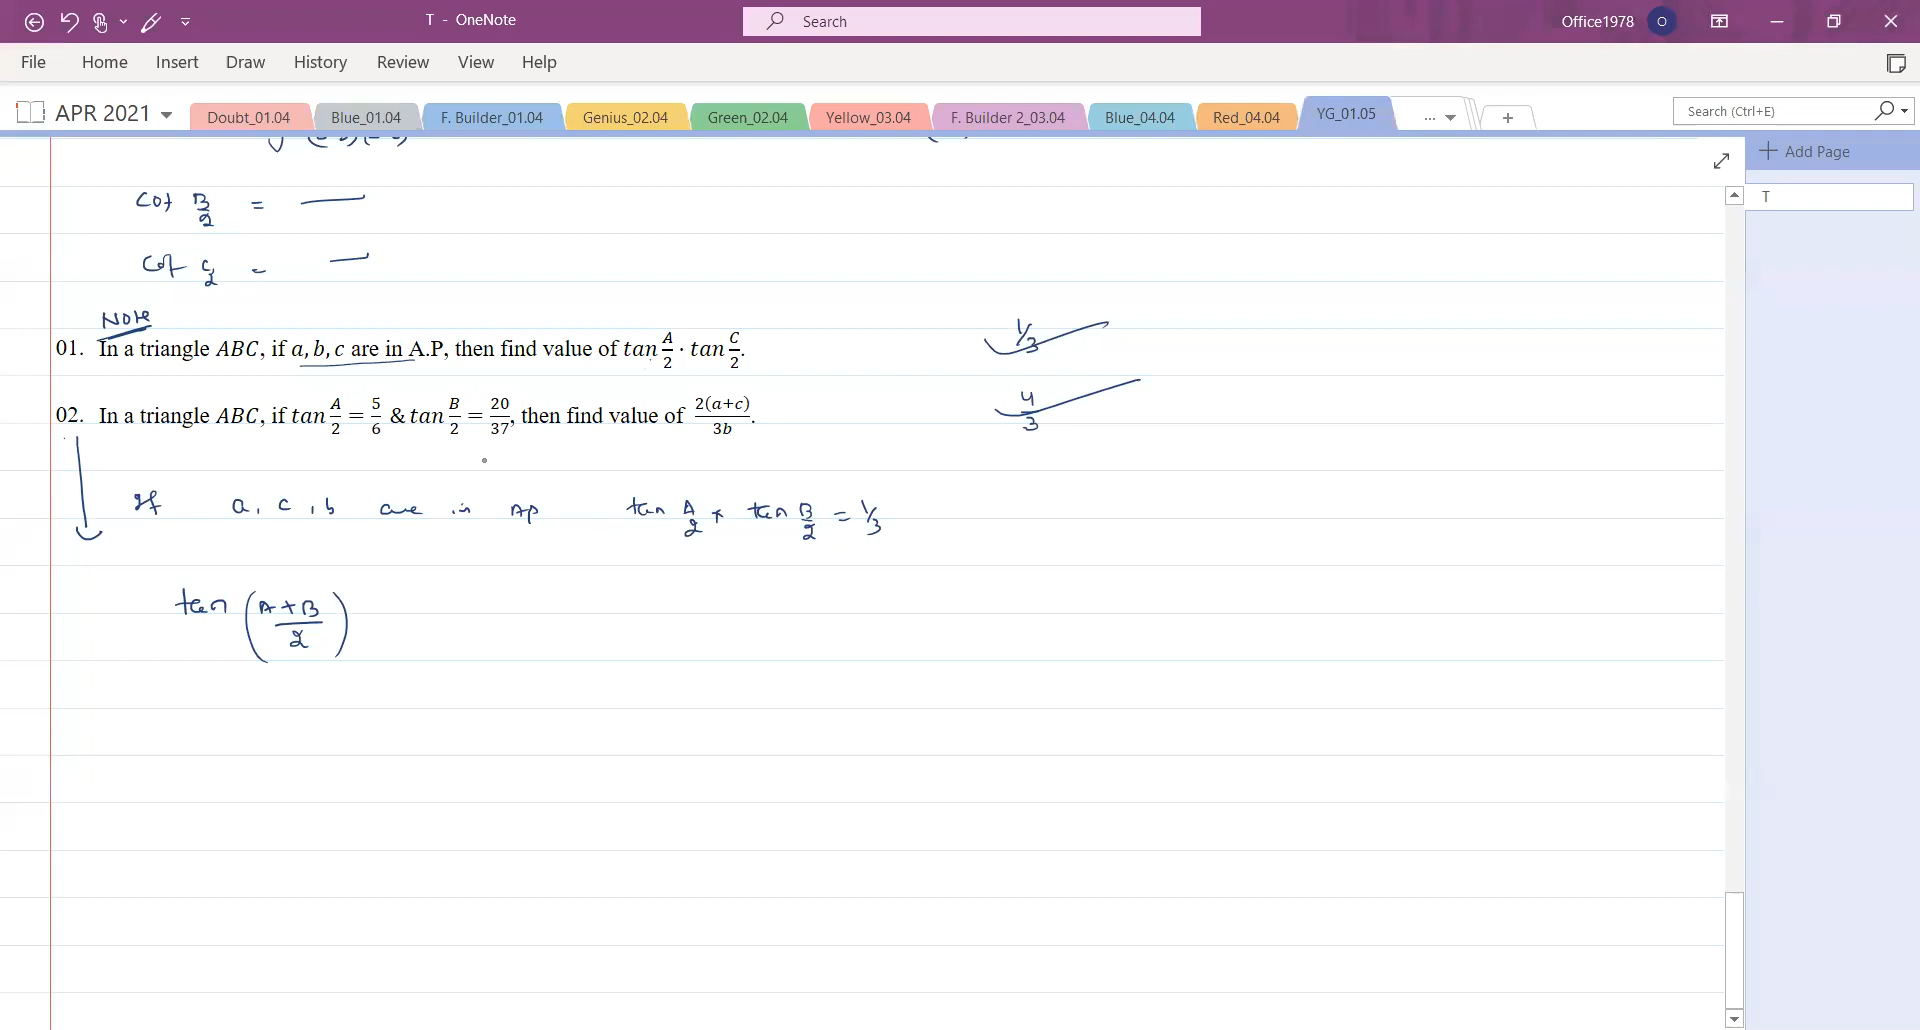 T - OneNote
Search
Office1978
O
File Home Insert Draw History Review View Help
APR 2021
Doubt_01.04 Blue_01.04 F. Builder_01.04 Genius_02.04 Green_02.04 Yellow_03.04 F. Builder 2_03.04 Blue_04.04 Red_04.04 YG_01.05 ... +
Search (Ctrl+E)
+ Add Page
T
Cot B/2 = —
Cot C/2 = —
Note
01. In a triangle ABC, if a, b, c are in A.P, then find value of tan A/2 · tan C/2.
1/3
02. In a triangle ABC, if tan A/2 = 5/6 & tan B/2 = 20/37, then find value of 2(a+c)/3b.
4/3
If a, c, b are in AP tan A/2 * tan B/2 = 1/3
tan (A+B/2)